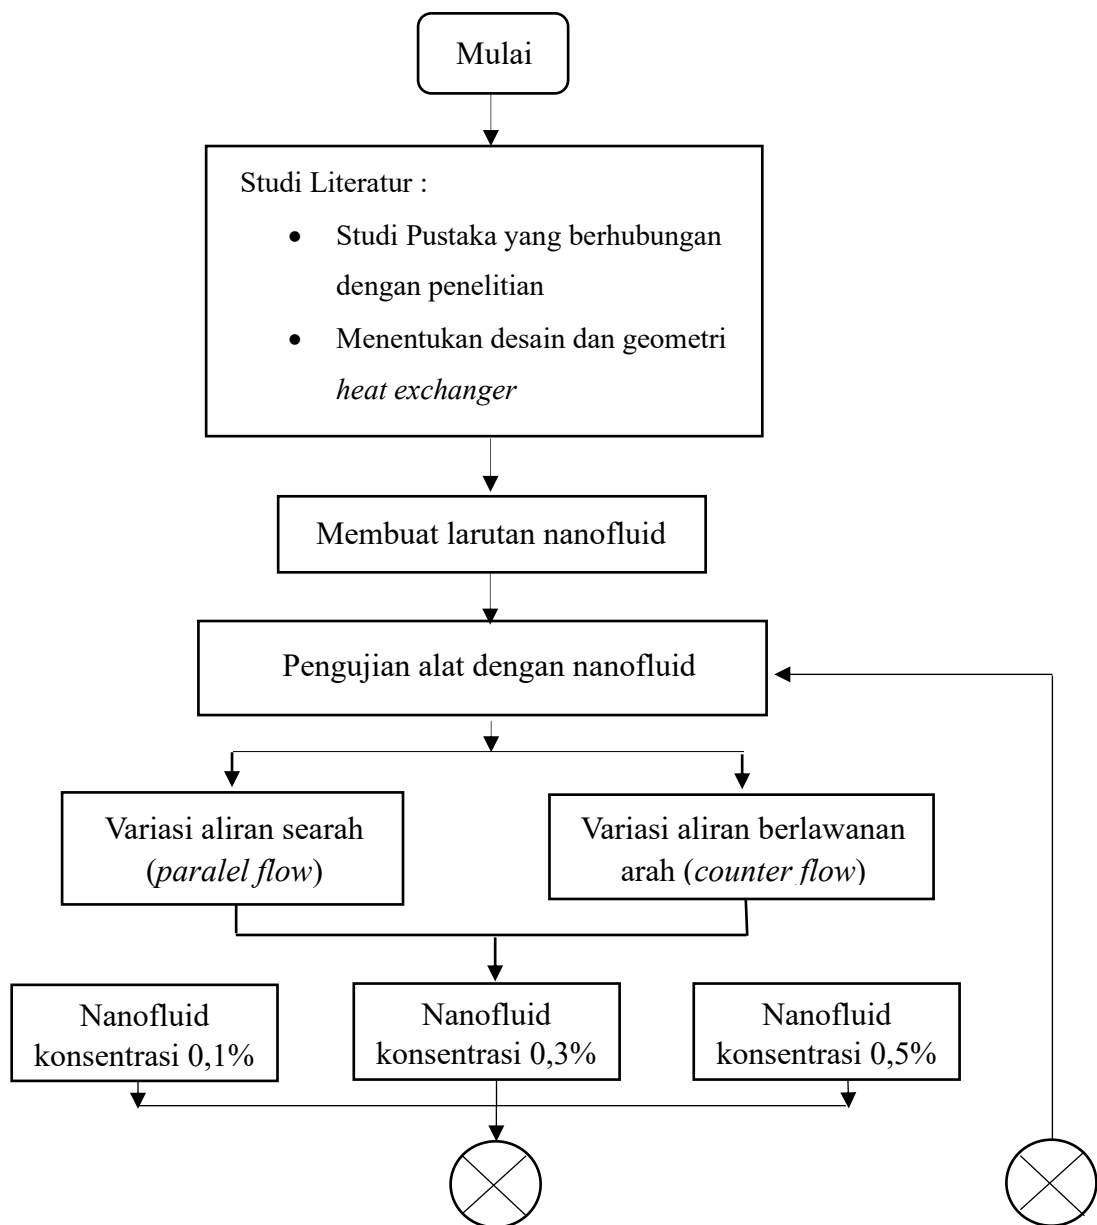 Mulai
Studi Literatur :
• Studi Pustaka yang berhubungan
dengan penelitian
• Menentukan desain dan geometri
heat exchanger
Membuat larutan nanofluid
Pengujian alat dengan nanofluid
Variasi aliran searah
(paralel flow)
Variasi aliran berlawanan
arah (counter flow)
Nanofluid
konsentrasi 0,1%
Nanofluid
konsentrasi 0,3%
Nanofluid
konsentrasi 0,5%